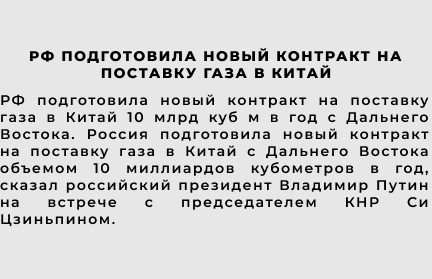 РФ ПОДГОТОВИЛА НОВЫЙ КОНТРАКТ НА
ПОСТАВКУ ГАЗА В КИТАЙ
РФ подготовила новый контракт на поставку
газа в Китай 10 млрд куб м в год с Дальнего
Востока. Россия подготовила новый контракт
на поставку газа в Китай с Дальнего Востока
объемом 10 миллиардов кубометров в год,
сказал российский президент Владимир Путин
на встрече с председателем КНР Си
Цзиньпином.